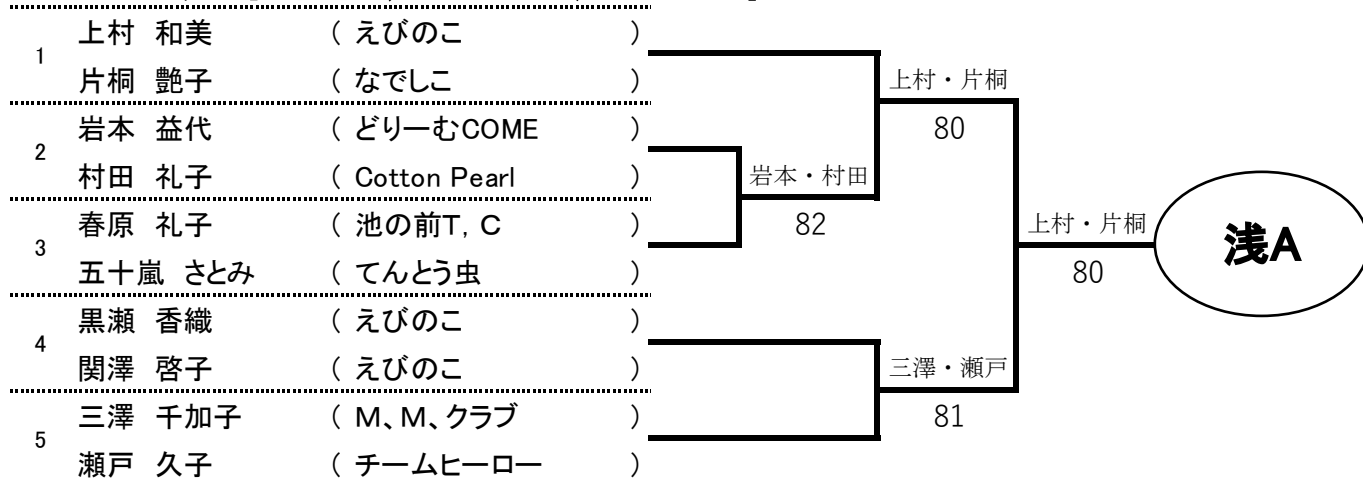 1
上村 和美 ( えびのこ )
片桐 艶子 ( なでしこ )
2
岩本 益代 ( どりーむCOME )
村田 礼子 ( Cotton Pearl )
3
春原 礼子 ( 池の前T,C )
五十嵐 さとみ ( てんとう虫 )
4
黒瀬 香織 ( えびのこ )
関澤 啓子 ( えびのこ )
5
三澤 千加子 ( M、M、クラブ )
瀬戸 久子 ( チームヒーロー )
岩本・村田
82
上村・片桐
80
三澤・瀬戸
81
上村・片桐
80
浅A